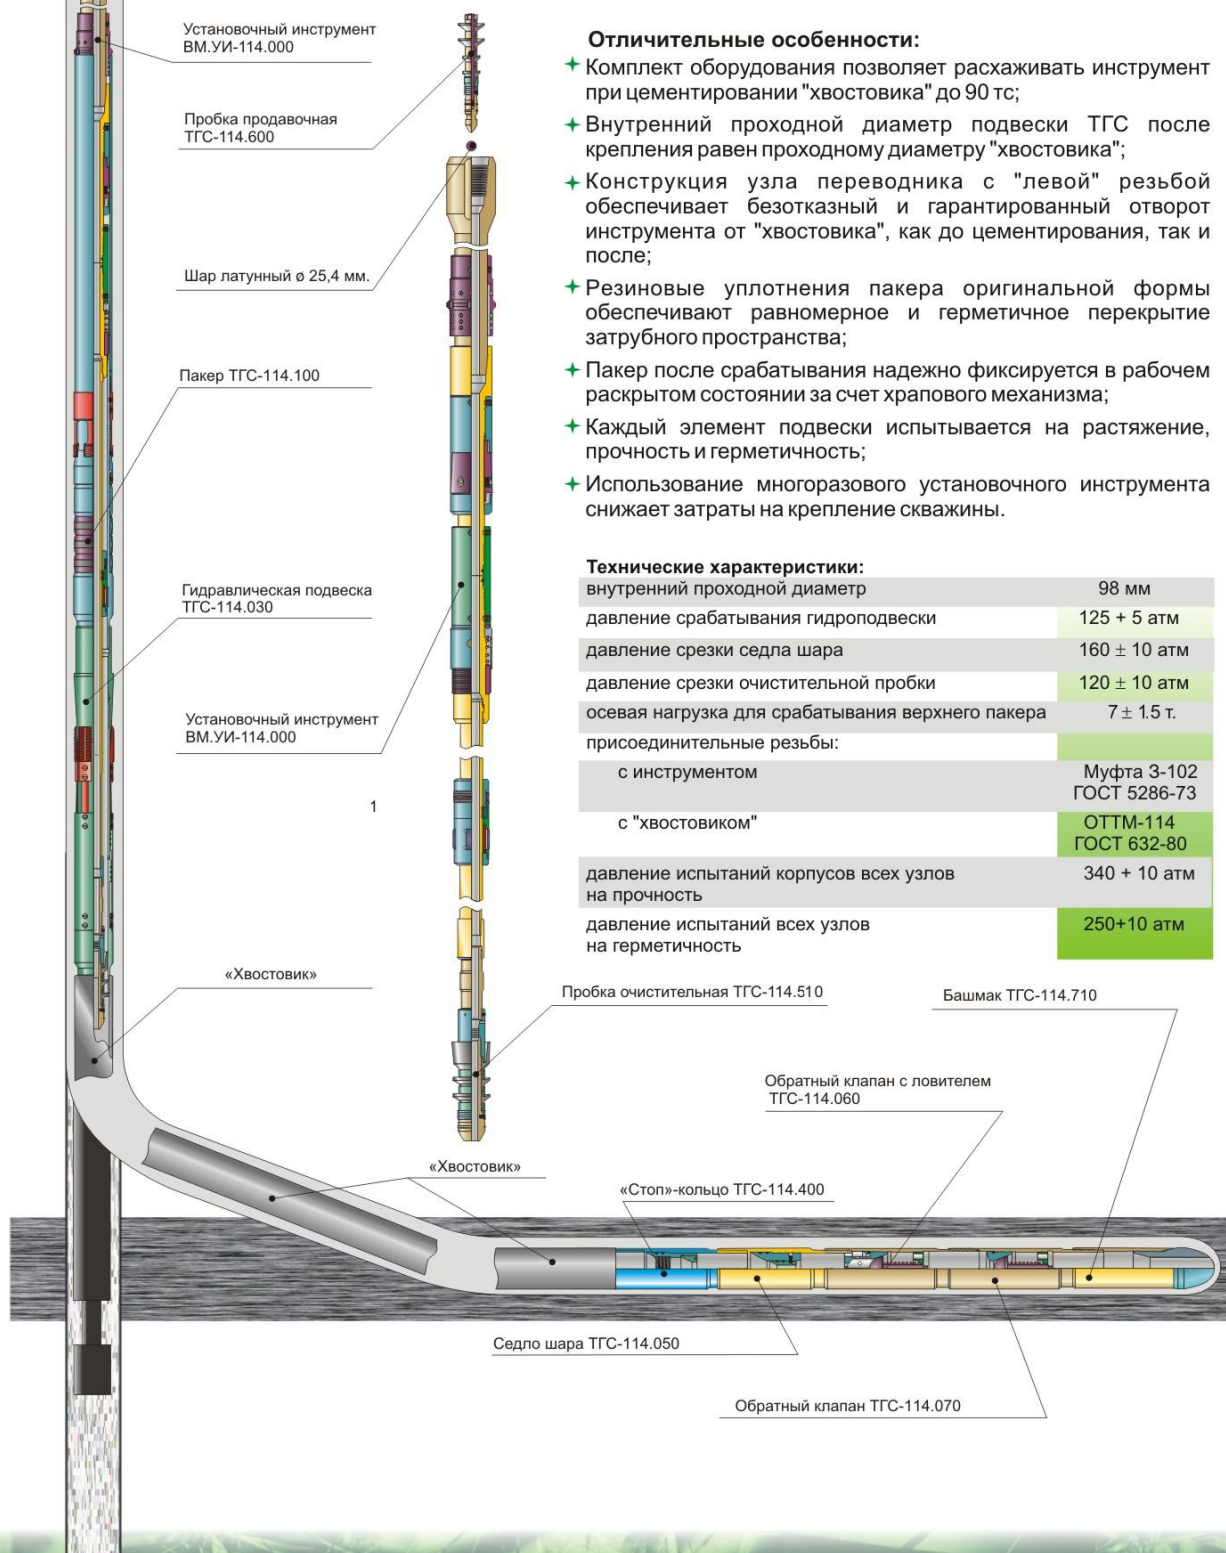 Установочный инструмент
ВМ.УИ-114.000
Пробка продавочная
ТГС-114.600
Шар латунный ø 25,4 мм.
Пакер ТГС-114.100
Гидравлическая подвеска
ТГС-114.030
Установочный инструмент
ВМ.УИ-114.000
1
«Хвостовик»
Отличительные особенности:
Комплект оборудования позволяет расхаживать инструмент
при цементировании "хвостовика" до 90 тс;
Внутренний проходной диаметр подвески ТГС после
крепления равен проходному диаметру "хвостовика";
Конструкция узла переводника с "левой" резьбой
обеспечивает безотказный и гарантированный отворот
инструмента от "хвостовика", как до цементирования, так и
после;
Резиновые уплотнения пакера оригинальной формы
обеспечивают равномерное и герметичное перекрытие
затрубного пространства;
Пакер после срабатывания надежно фиксируется в рабочем
раскрытом состоянии за счет храпового механизма;
Каждый элемент подвески испытывается на растяжение,
прочность и герметичность;
Использование многоразового установочного инструмента
снижает затраты на крепление скважины.
Технические характеристики:
внутренний проходной диаметр 98 мм
давление срабатывания гидроподвески 125 + 5 атм
давление срезки седла шара 160 ± 10 атм
давление срезки очистительной пробки 120 ± 10 атм
осевая нагрузка для срабатывания верхнего пакера 7 ± 1.5 т.
присоединительные резьбы:
с инструментом Муфта З-102
ГОСТ 5286-73
с "хвостовиком" ОТТМ-114
ГОСТ 632-80
давление испытаний корпусов всех узлов 340 + 10 атм
на прочность
давление испытаний всех узлов 250+10 атм
на герметичность
Пробка очистительная ТГС-114.510
Башмак ТГС-114.710
Обратный клапан с ловителем
ТГС-114.060
«Хвостовик»
«Стоп»-кольцо ТГС-114.400
Седло шара ТГС-114.050
Обратный клапан ТГС-114.070